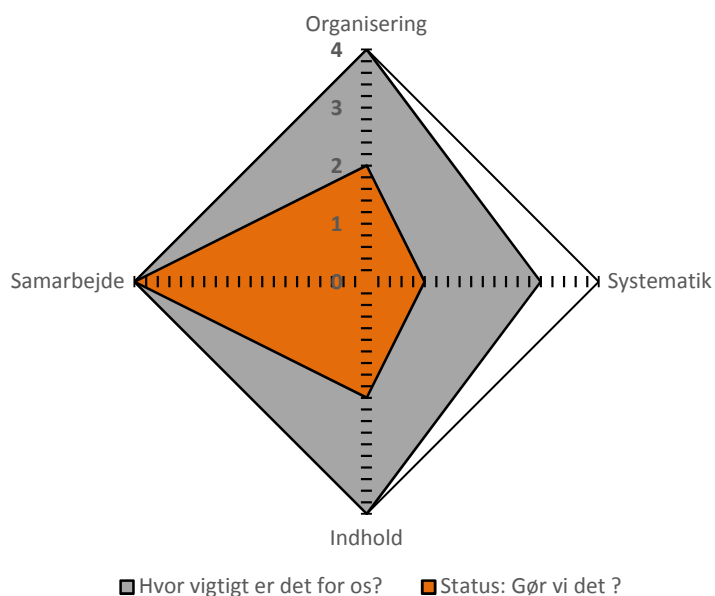 Organisering
4
3
2
1
Samarbejde 0 Systematik
Indhold
Hvor vigtigt er det for os? Status: Gør vi det ?